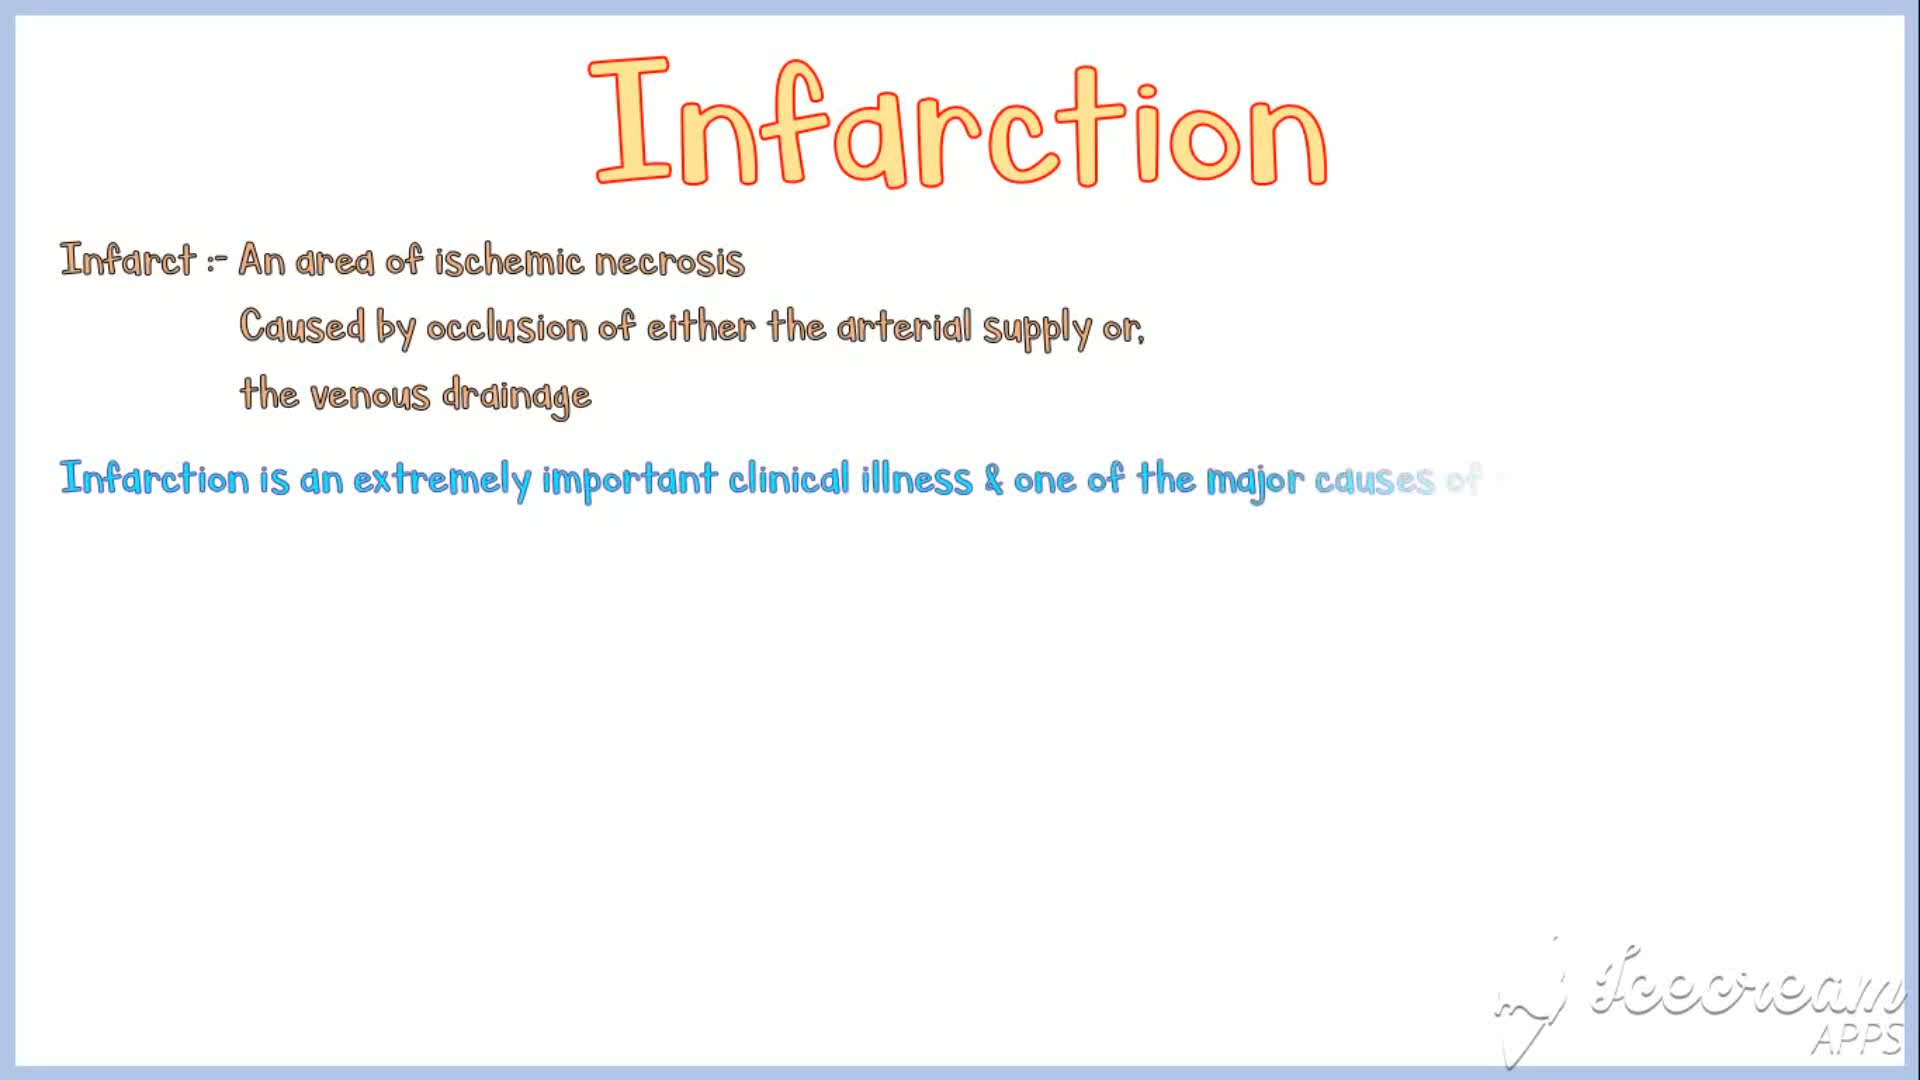 Infarction
Infarct :- An area of ischemic necrosis
Caused by occlusion of either the arterial supply or,
the venous drainage
Infarction is an extremely important clinical illness & one of the major causes of
Icecream
APPS